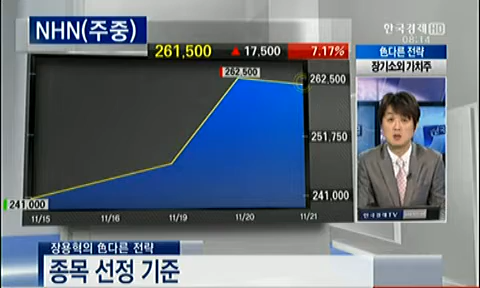 NHN(주중)
261,500 ▲ 17,500 7.17%
한국경제 HD
08:14
色다른 전략
장기소외 가치주
262,500
262,500
251,750
241,000
241,000
11/15 11/16 11/19 11/20 11/21
한국경제TV
장용혁의 色다른 전략
종목 선정 기준